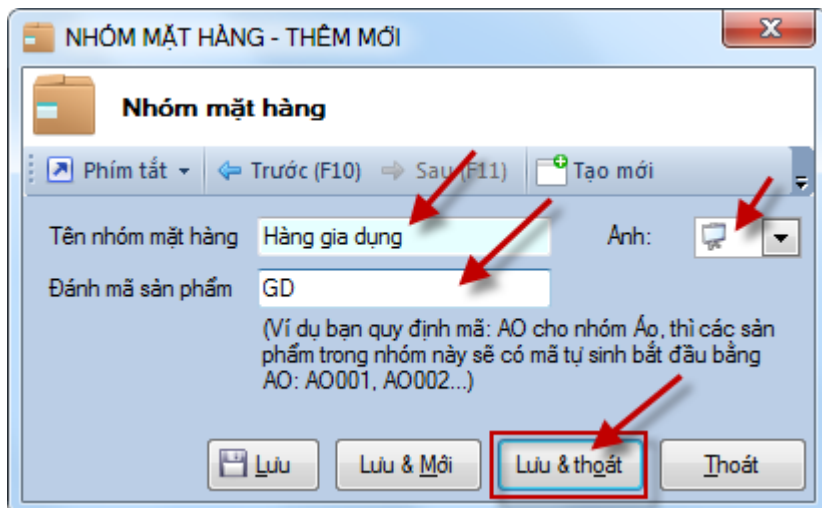 NHÓM MẶT HÀNG - THÊM MỚI
Nhóm mặt hàng
Phím tắt Trước (F10) Sau (F11) Tạo mới
Tên nhóm mặt hàng Hàng gia dụng Ảnh:
Đánh mã sản phẩm GD
(Ví dụ bạn quy định mã: AO cho nhóm Áo, thì các sản
phẩm trong nhóm này sẽ có mã tự sinh bắt đầu bằng
AO: AO001, AO002...)
Lưu Lưu & Mới Lưu & thoát Thoát